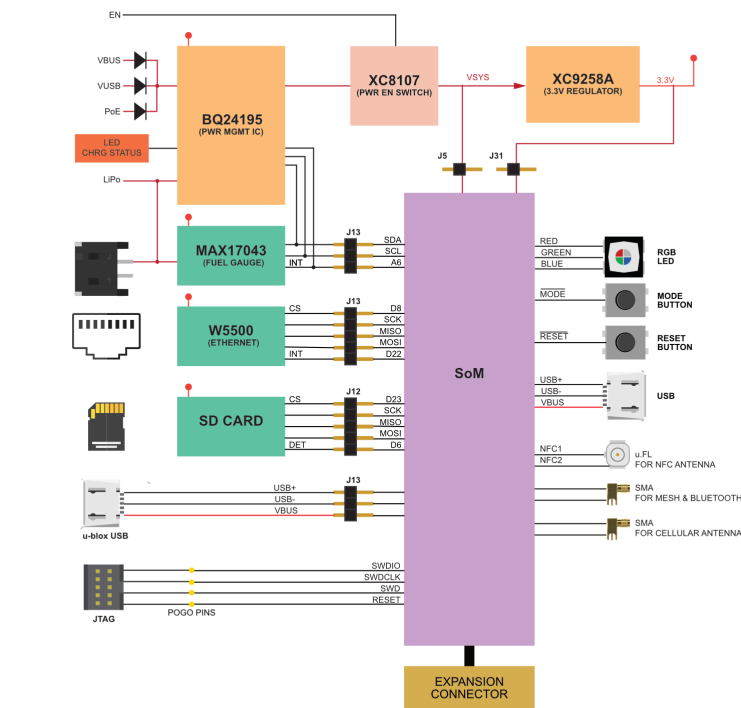 EN
VBUS
VUSB
PoE
LED
CHRG STATUS
LiPo
BQ24195
(PWR MGMT IC)
XC8107
(PWR EN SWITCH)
VSYS
XC9258A
(3.3V REGULATOR)
3.3V
J5
J31
MAX17043
(FUEL GAUGE)
INT
J13
SDA
SCL
A6
W5500
(ETHERNET)
CS
INT
J13
D8
SCK
MISO
MOSI
D22
SD CARD
CS
DET
J12
D23
SCK
MISO
MOSI
D6
u-blox USB
USB+
USB-
VBUS
J13
JTAG
POGO PINS
SWDIO
SWDCLK
SWD
RESET
SoM
RED
GREEN
BLUE
RGB
LED
MODE
MODE
BUTTON
RESET
RESET
BUTTON
USB+
USB-
VBUS
USB
NFC1
NFC2
u.FL
FOR NFC ANTENNA
SMA
FOR MESH & BLUETOOTH
SMA
FOR CELLULAR ANTENNA
EXPANSION
CONNECTOR